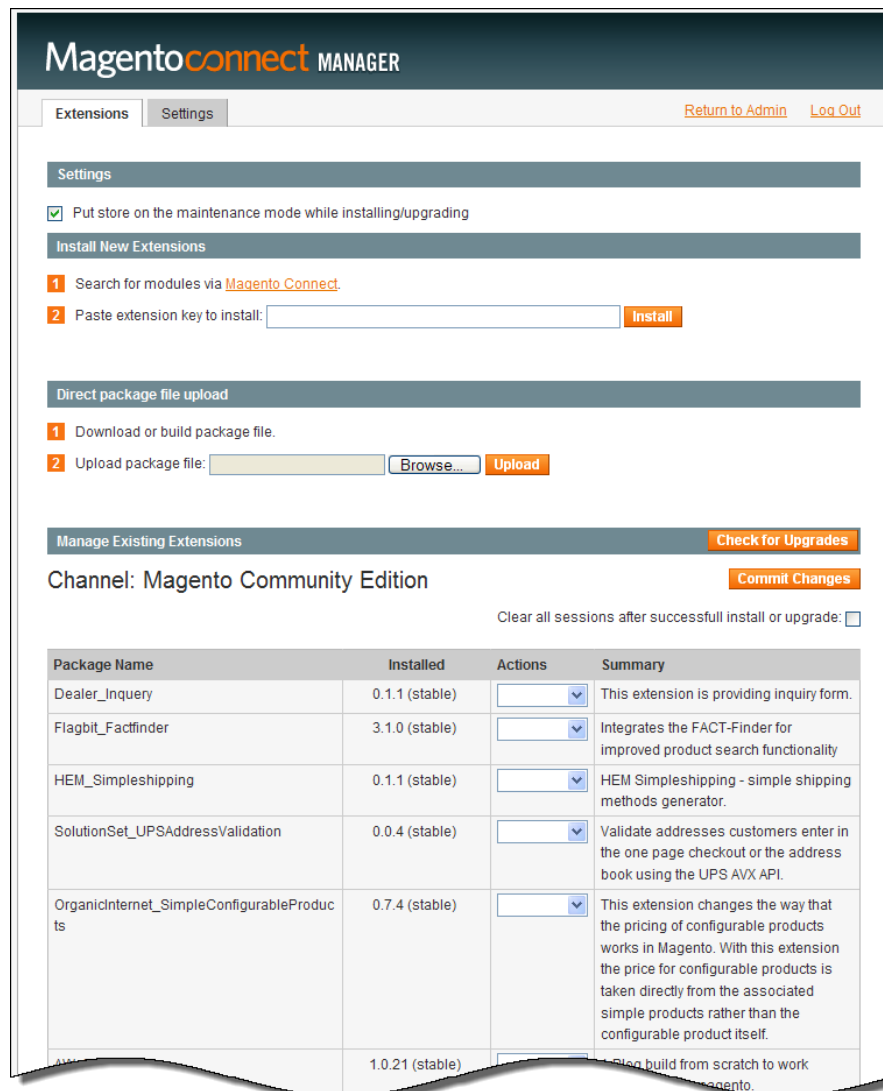 Magentoconnect MANAGER
Extensions Settings Return to Admin Log Out
Settings
Put store on the maintenance mode while installing/upgrading
Install New Extensions
1 Search for modules via Magento Connect.
2 Paste extension key to install: Install
Direct package file upload
1 Download or build package file.
2 Upload package file: Browse... Upload
Manage Existing Extensions Check for Upgrades
Channel: Magento Community Edition Commit Changes
Clear all sessions after successfull install or upgrade:
Package Name Installed Actions Summary
Dealer_Inquery 0.1.1 (stable) This extension is providing inquiry form.
Flagbit_Factfinder 3.1.0 (stable) Integrates the FACT-Finder for
improved product search functionality
HEM_Simpleshipping 0.1.1 (stable) HEM Simpleshipping - simple shipping
methods generator.
SolutionSet_UPSAddressValidation 0.0.4 (stable) Validate addresses customers enter in
the one page checkout or the address
book using the UPS AVX API.
OrganicInternet_SimpleConfigurableProduc 0.7.4 (stable) This extension changes the way that
ts the pricing of configurable products
works in Magento. With this extension
the price for configurable products is
taken directly from the associated
simple products rather than the
configurable product itself.
1.0.21 (stable) Blog build from scratch to work